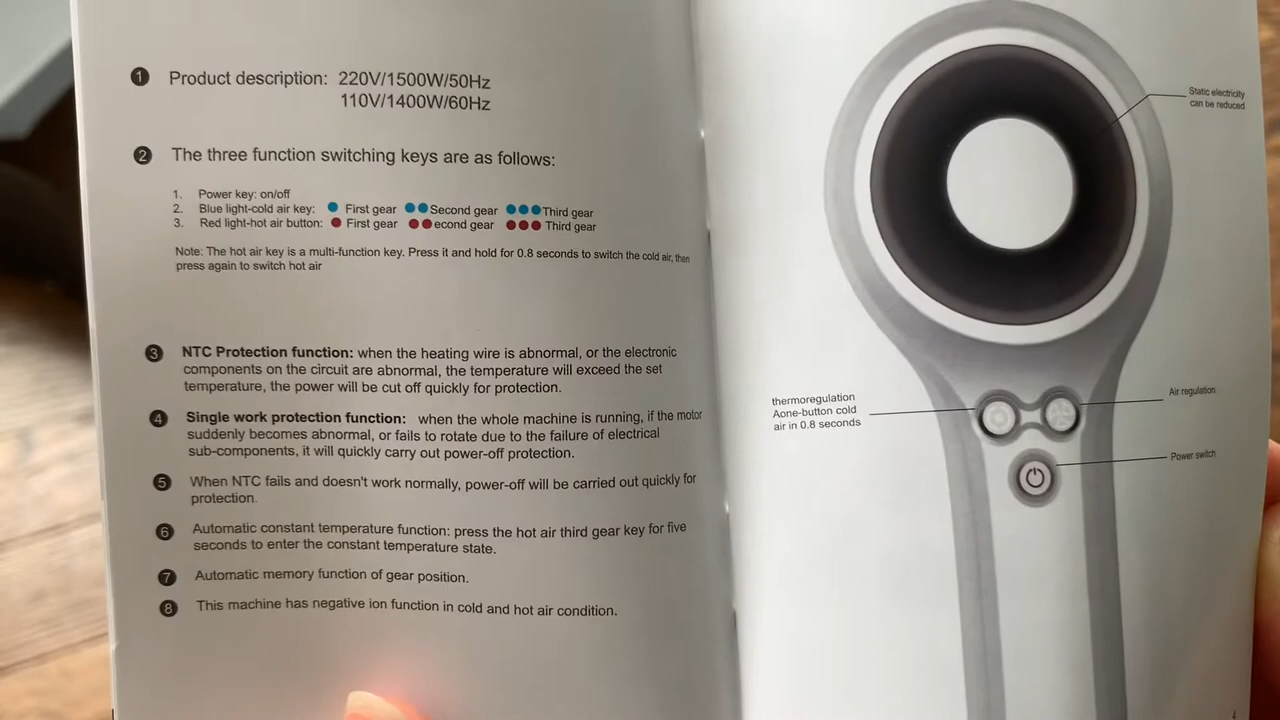 1 Product description: 220V/1500W/50Hz
110V/1400W/60Hz
2 The three function switching keys are as follows:
1. Power key: on/off
2. Blue light-cold air key: First gear Second gear Third gear
3. Red light-hot air button: First gear econd gear Third gear
Note: The hot air key is a multi-function key. Press it and hold for 0.8 seconds to switch the cold air, then
press again to switch hot air
3 NTC Protection function: when the heating wire is abnormal, or the electronic
components on the circuit are abnormal, the temperature will exceed the set
temperature, the power will be cut off quickly for protection.
4 Single work protection function: when the whole machine is running, if the motor
suddenly becomes abnormal, or fails to rotate due to the failure of electrical
sub-components, it will quickly carry out power-off protection.
5 When NTC fails and doesn't work normally, power-off will be carried out quickly for
protection.
6 Automatic constant temperature function: press the hot air third gear key for five
seconds to enter the constant temperature state.
7 Automatic memory function of gear position.
8 This machine has negative ion function in cold and hot air condition.
Static electricity
can be reduced
thermoregulation
Aone-button cold
air in 0.8 seconds
Air regulation
Power switch